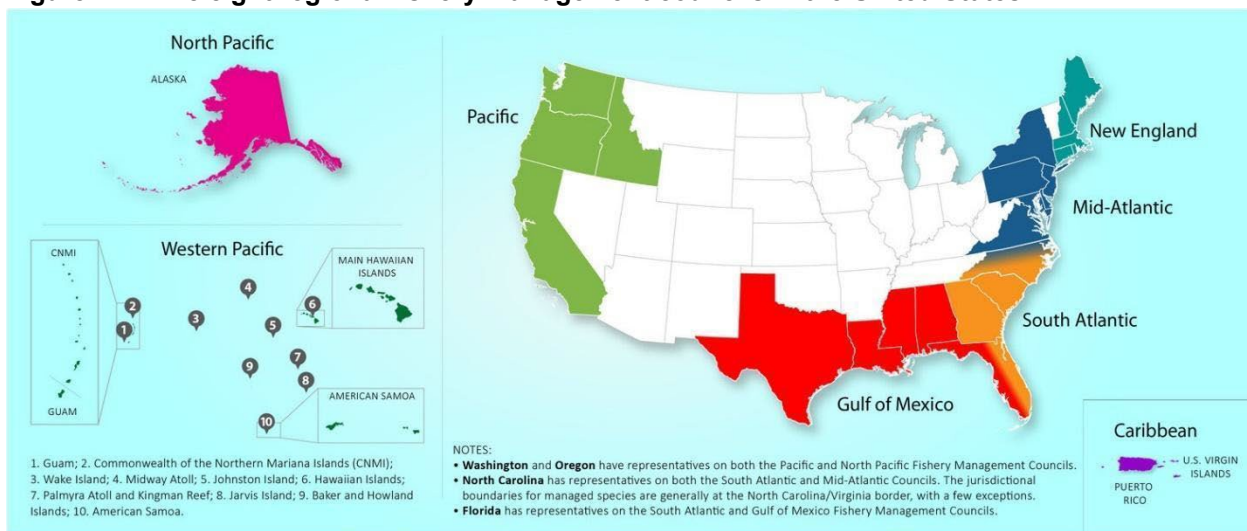 North Pacific
ALASKA
Western Pacific
CNMI
GUAM
MAIN HAWAIIAN
ISLANDS
1
2
3
4
5
6
7
8
9
10
AMERICAN SAMOA
1. Guam; 2. Commonwealth of the Northern Mariana Islands (CNMI);
3. Wake Island; 4. Midway Atoll; 5. Johnston Island; 6. Hawaiian Islands;
7. Palmyra Atoll and Kingman Reef; 8. Jarvis Island; 9. Baker and Howland
Islands; 10. American Samoa.
Pacific
New England
Mid-Atlantic
South Atlantic
Gulf of Mexico
NOTES:
• Washington and Oregon have representatives on both the Pacific and North Pacific Fishery Management Councils.
• North Carolina has representatives on both the South Atlantic and Mid-Atlantic Councils. The jurisdictional
boundaries for managed species are generally at the North Carolina/Virginia border, with a few exceptions.
• Florida has representatives on the South Atlantic and Gulf of Mexico Fishery Management Councils.
Caribbean
U.S. VIRGIN
ISLANDS
PUERTO
RICO